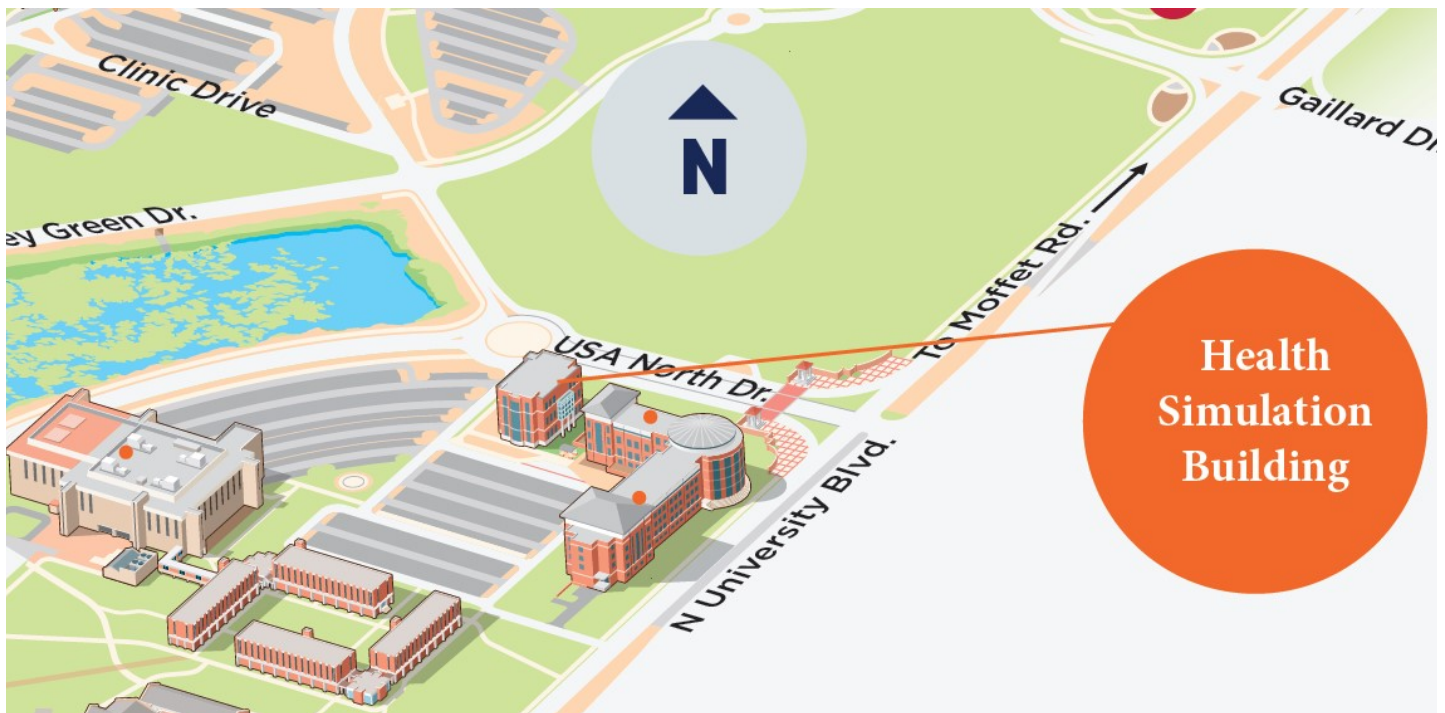 Clinic Drive
N
Gaillard Dr.
ey Green Dr.
To Moffet Rd.
USA North Dr.
Health
Simulation
Building
N University Blvd.